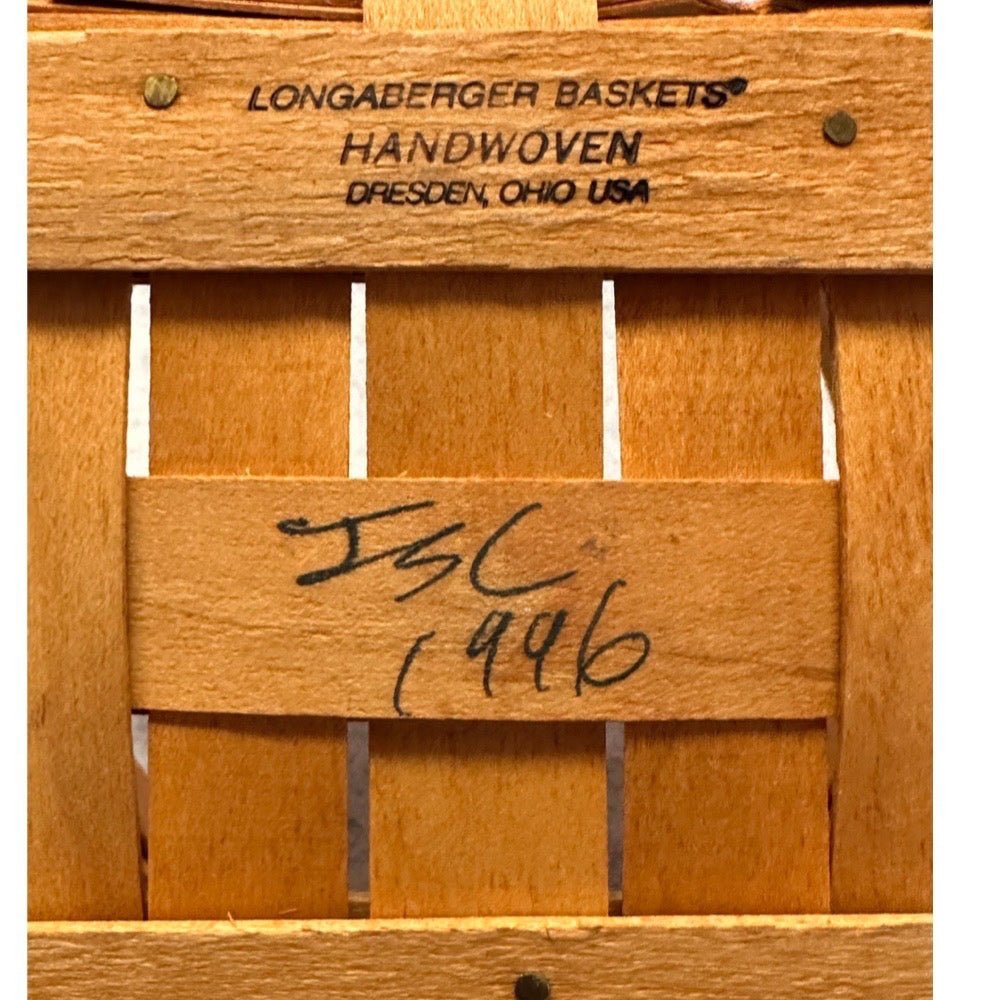 LONGABERGER BASKETS®
HANDWOVEN
DRESDEN, OHIO USA
JSC
1996